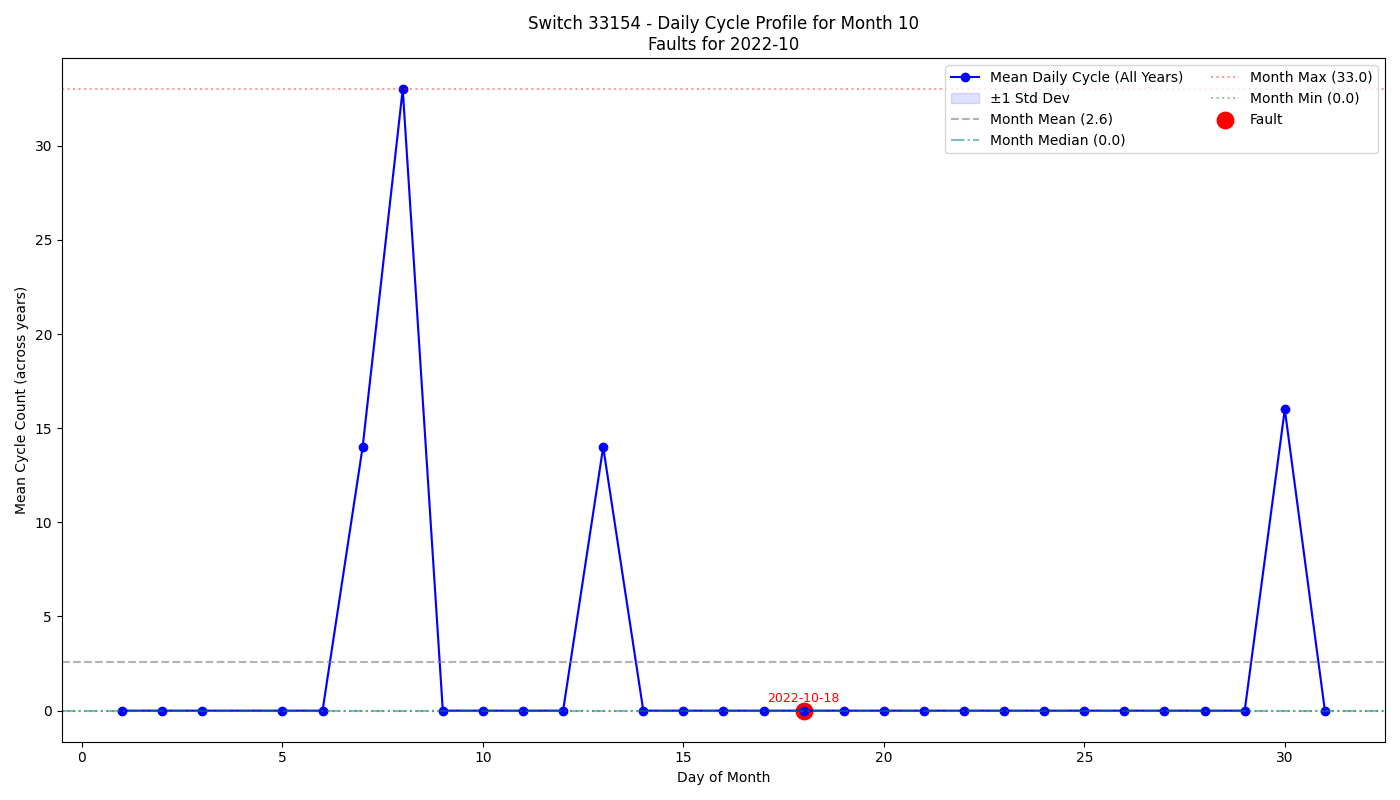 Switch 33154 - Daily Cycle Profile for Month 10
Faults for 2022-10
Mean Daily Cycle (All Years)
±1 Std Dev
Month Mean (2.6)
Month Median (0.0)
Month Max (33.0)
Month Min (0.0)
Fault
Mean Cycle Count (across years)
30
25
20
15
10
5
0
2022-10-18
0
5
10
15
20
25
30
Day of Month